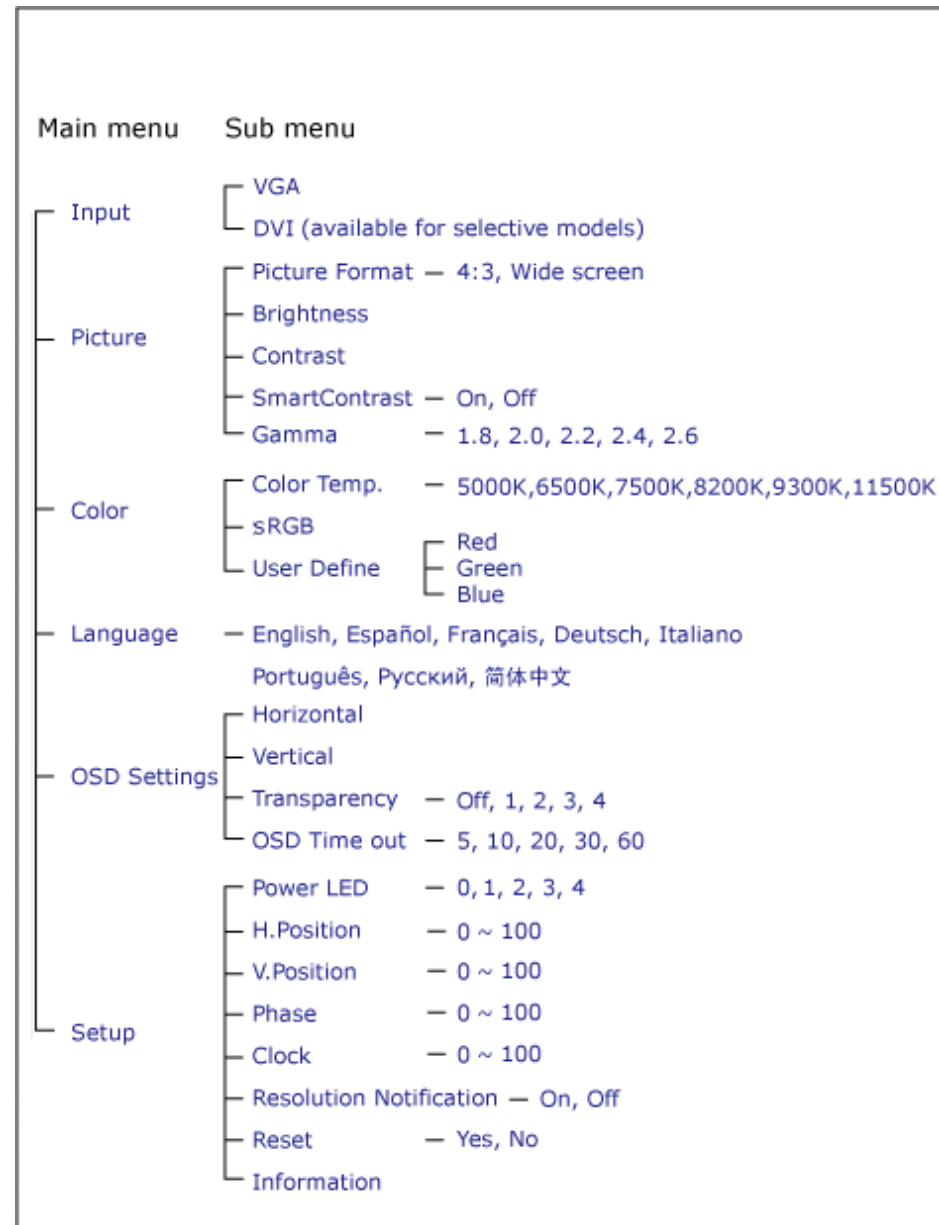 Main menu Sub menu
Input
VGA
DVI (available for selective models)
Picture
Picture Format — 4:3, Wide screen
Brightness
Contrast
SmartContrast — On, Off
Gamma — 1.8, 2.0, 2.2, 2.4, 2.6
Color
Color Temp. — 5000K,6500K,7500K,8200K,9300K,11500K
sRGB
User Define
Red
Green
Blue
Language — English, Español, Français, Deutsch, Italiano
Português, Русский, 简体中文
OSD Settings
Horizontal
Vertical
Transparency — Off, 1, 2, 3, 4
OSD Time out — 5, 10, 20, 30, 60
Setup
Power LED — 0, 1, 2, 3, 4
H.Position — 0 ~ 100
V.Position — 0 ~ 100
Phase — 0 ~ 100
Clock — 0 ~ 100
Resolution Notification — On, Off
Reset — Yes, No
Information